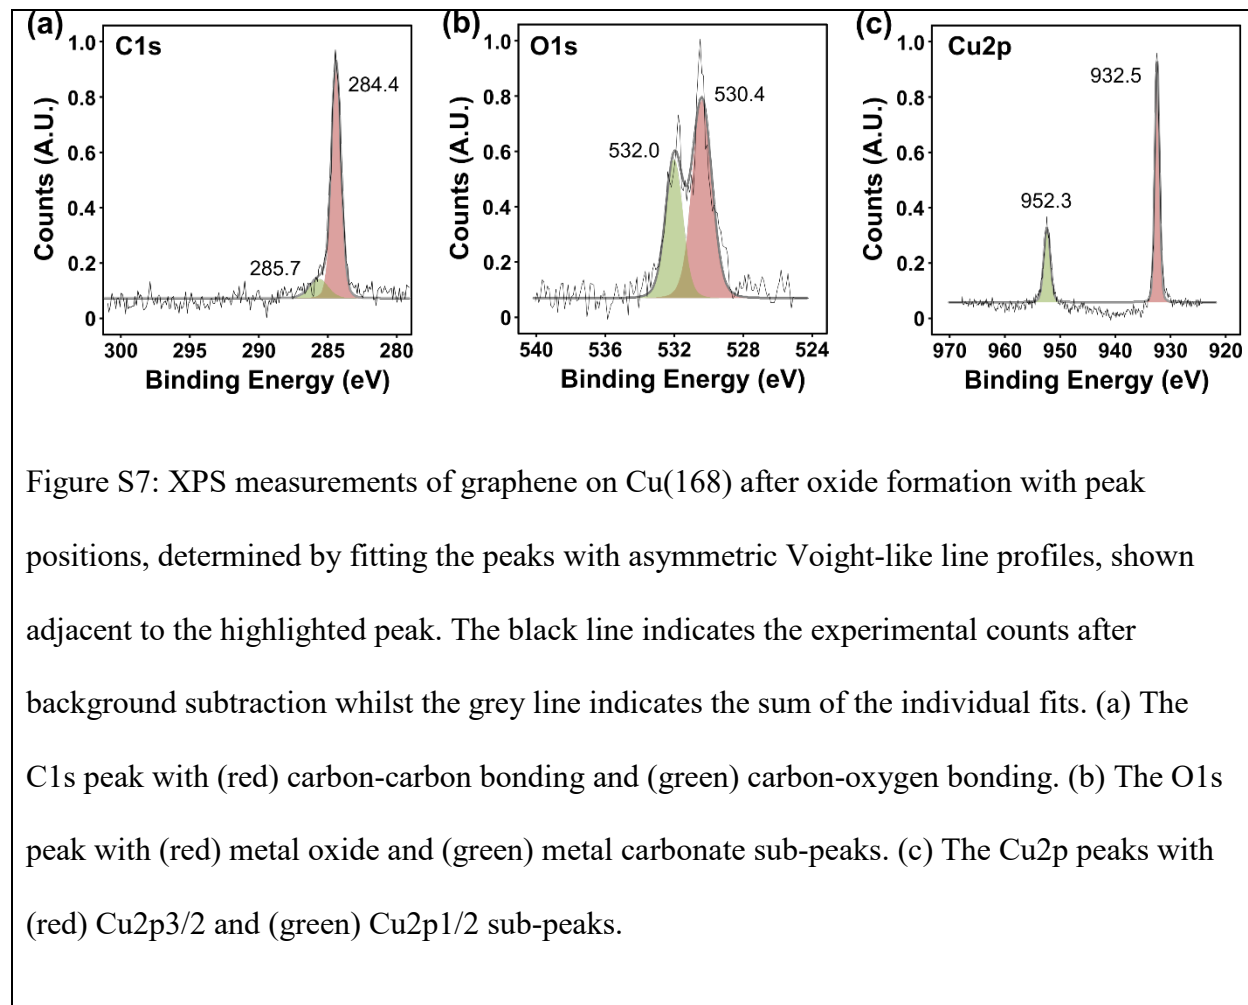 (a)
C1s
1.0
0.8
0.6
0.4
0.2
0
Counts (A.U.)
284.4
285.7
300 295 290 285 280
Binding Energy (eV)
(b)
O1s
1.0
0.8
0.6
0.4
0.2
0
Counts (A.U.)
530.4
532.0
540 536 532 528 524
Binding Energy (eV)
(c)
Cu2p
1.0
0.8
0.6
0.4
0.2
0
Counts (A.U.)
932.5
952.3
970 960 950 940 930 920
Binding Energy (eV)
Figure S7: XPS measurements of graphene on Cu(168) after oxide formation with peak
positions, determined by fitting the peaks with asymmetric Voight-like line profiles, shown
adjacent to the highlighted peak. The black line indicates the experimental counts after
background subtraction whilst the grey line indicates the sum of the individual fits. (a) The
C1s peak with (red) carbon-carbon bonding and (green) carbon-oxygen bonding. (b) The O1s
peak with (red) metal oxide and (green) metal carbonate sub-peaks. (c) The Cu2p peaks with
(red) Cu2p3/2 and (green) Cu2p1/2 sub-peaks.